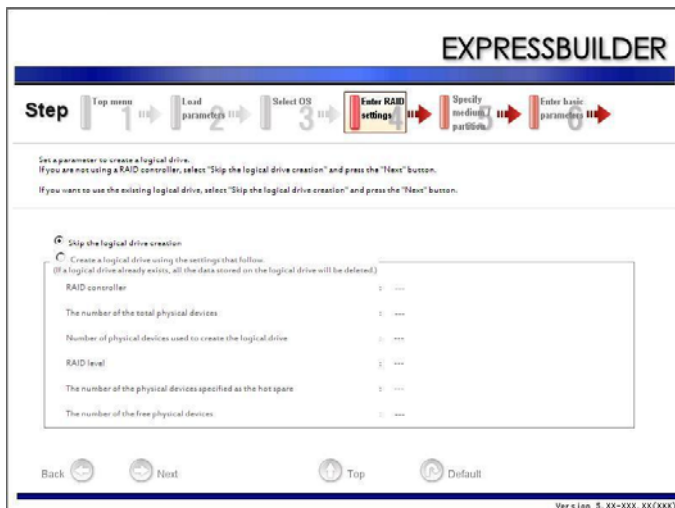 EXPRESSBUILDER
Step
Top menu
1
Load
parameters
2
Select OS
3
Enter RAID
settings
4
Specify
medium /
partition
5
Enter basic
parameters
6
Set a parameter to create a logical drive.
If you are not using a RAID controller, select "Skip the logical drive creation" and press the "Next" button.
If you want to use the existing logical drive, select "Skip the logical drive creation" and press the "Next" button.
Skip the logical drive creation
Create a logical drive using the settings that follow.
(If a logical drive already exists, all the data stored on the logical drive will be deleted.)
RAID controller : ---
The number of the total physical devices : ---
Number of physical devices used to create the logical drive : ---
RAID level : ---
The number of the physical devices specified as the hot spare : ---
The number of the free physical devices : ---
Back Next Top Default
Version 5.XX-XXX.XX(XXX)